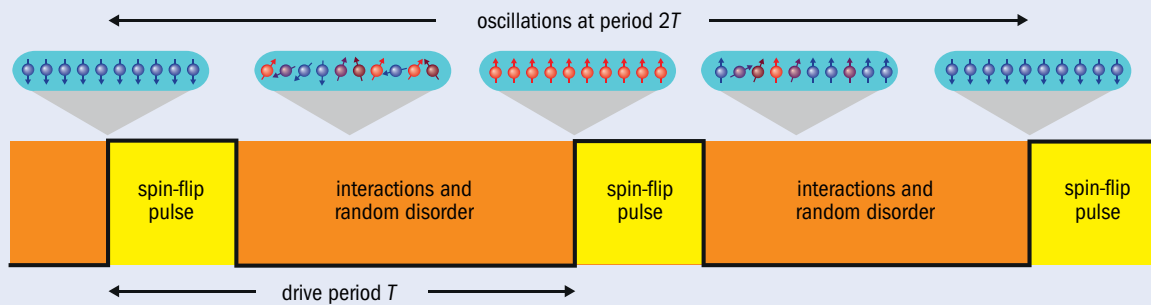 oscillations at period 2T
spin-flip
pulse
interactions and
random disorder
spin-flip
pulse
interactions and
random disorder
spin-flip
pulse
drive period T